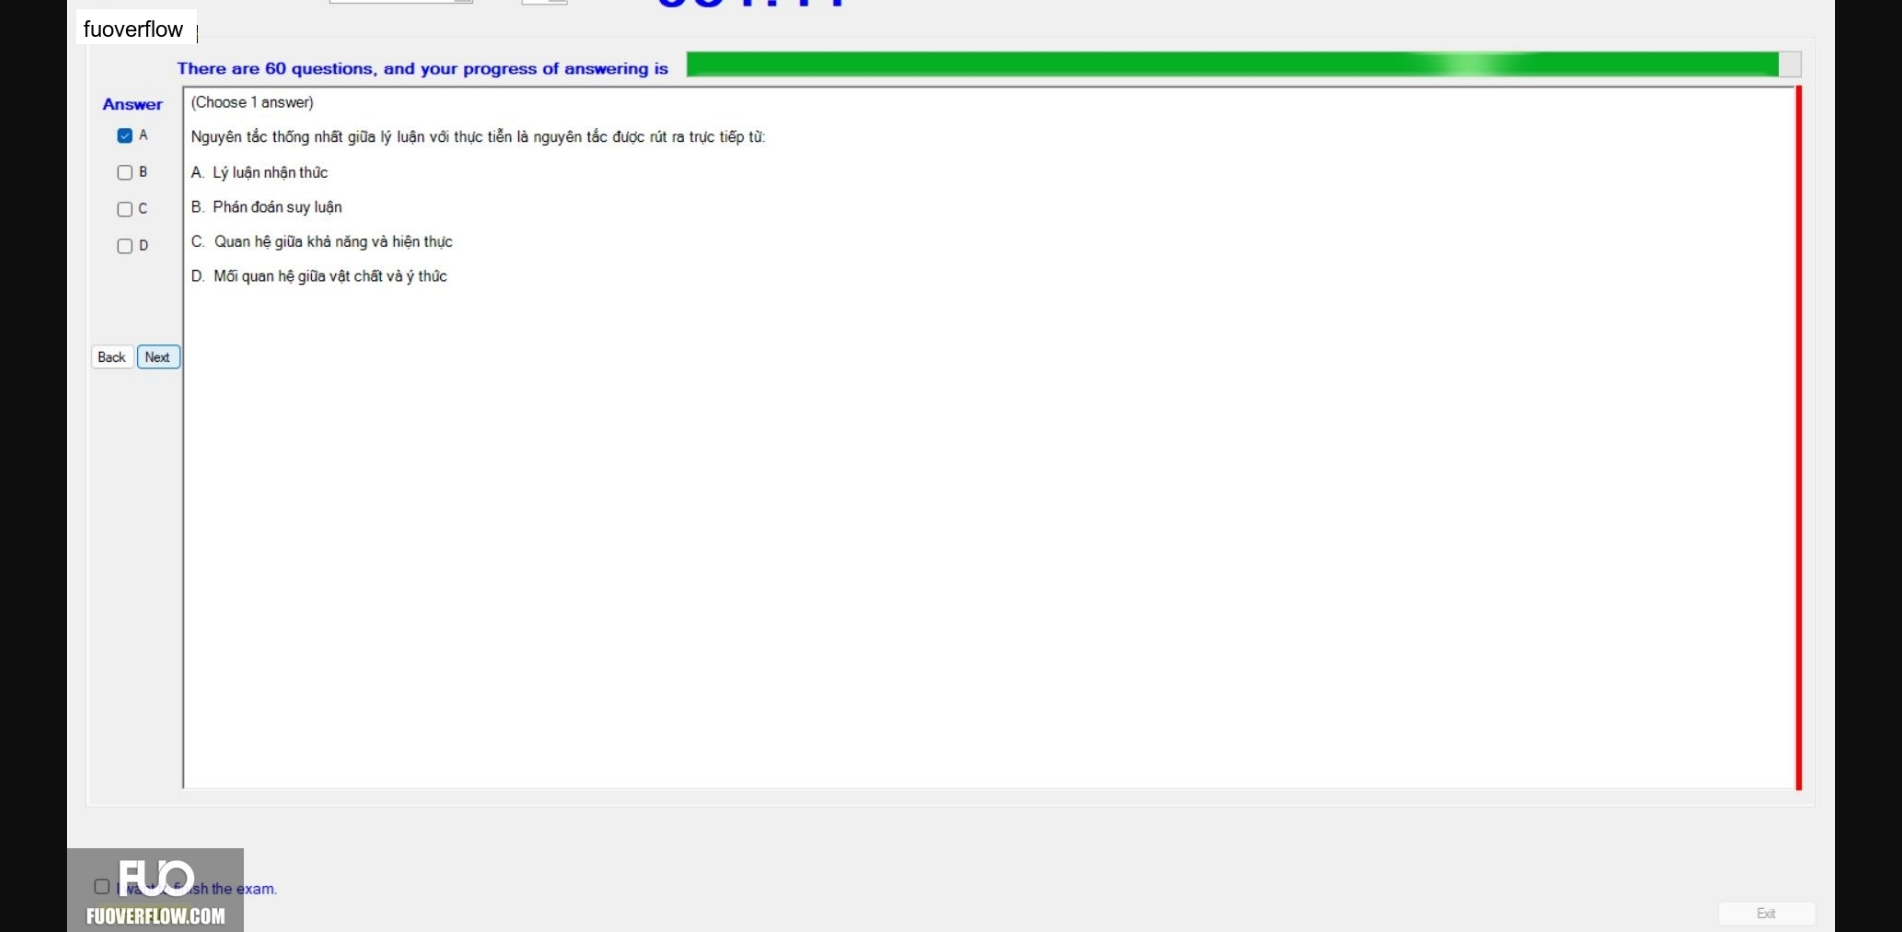 fuoverflow
There are 60 questions, and your progress of answering is
Answer
(Choose 1 answer)
A
Nguyên tắc thống nhất giữa lý luận với thực tiễn là nguyên tắc được rút ra trực tiếp từ:
B
A. Lý luận nhận thức
C
B. Phán đoán suy luận
D
C. Quan hệ giữa khả năng và hiện thực
D. Mối quan hệ giữa vật chất và ý thức
Back
Next
FUO
sh the exam.
FUOVERFLOW.COM
Exit